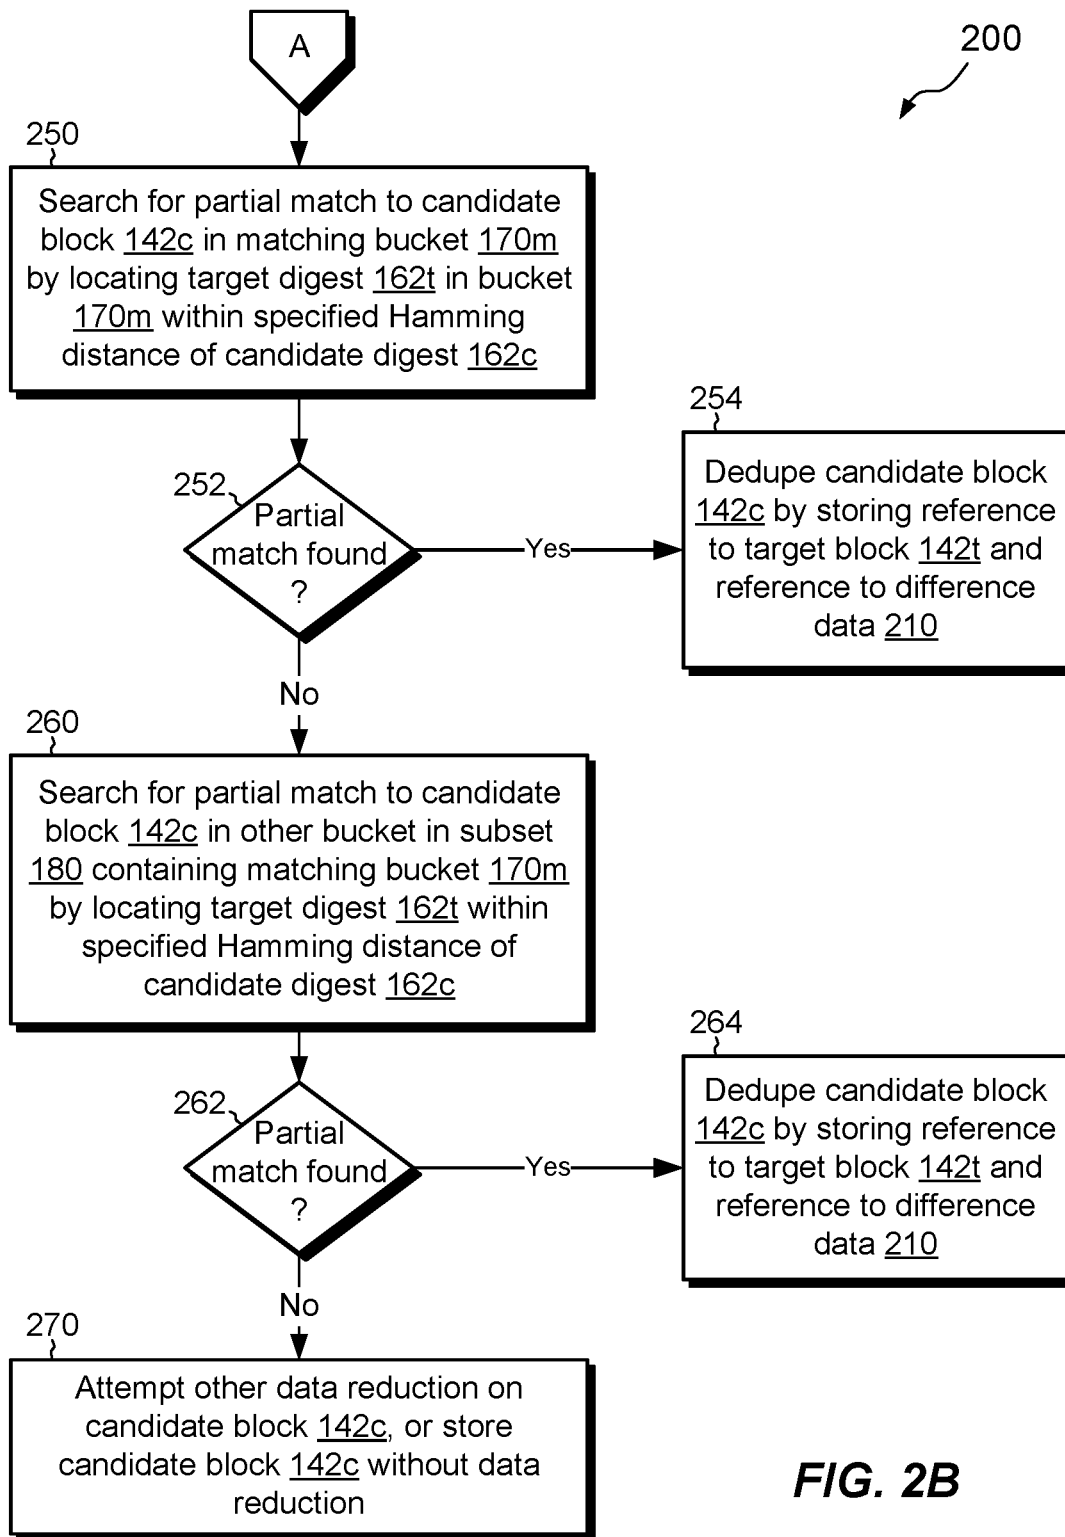 A
200
250
Search for partial match to candidate
block 142c in matching bucket 170m
by locating target digest 162t in bucket
170m within specified Hamming
distance of candidate digest 162c
254
Dedupe candidate block
142c by storing reference
to target block 142t and
reference to difference
data 210
252
Partial
match found
?
Yes
No
260
Search for partial match to candidate
block 142c in other bucket in subset
180 containing matching bucket 170m
by locating target digest 162t within
specified Hamming distance of
candidate digest 162c
264
Dedupe candidate block
142c by storing reference
to target block 142t and
reference to difference
data 210
262
Partial
match found
?
Yes
No
270
Attempt other data reduction on
candidate block 142c, or store
candidate block 142c without data
reduction
FIG. 2B